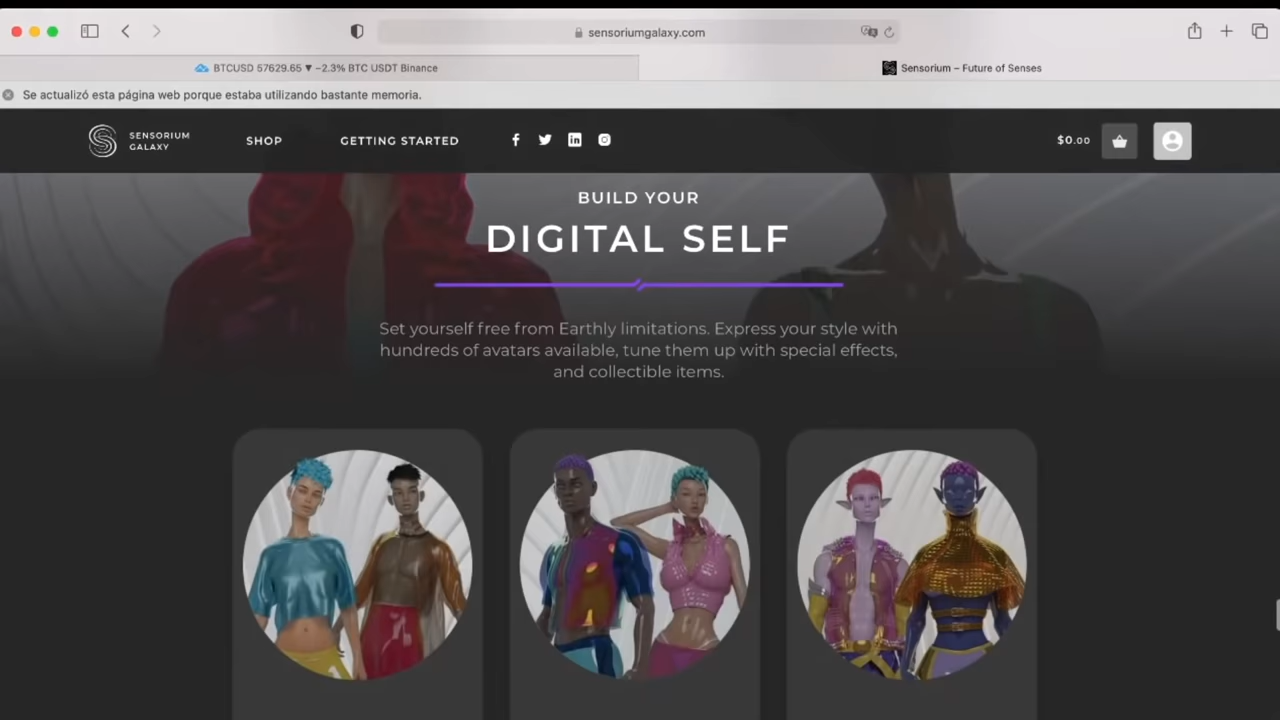 sensoriumgalaxy.com
BTCUSD 57629.65 ▼ −2.3% BTC USDT Binance
Sensorium – Future of Senses
Se actualizó esta página web porque estaba utilizando bastante memoria.
SENSORIUM
GALAXY
SHOP
GETTING STARTED
$0.00
BUILD YOUR
DIGITAL SELF
Set yourself free from Earthly limitations. Express your style with
hundreds of avatars available, tune them up with special effects,
and collectible items.